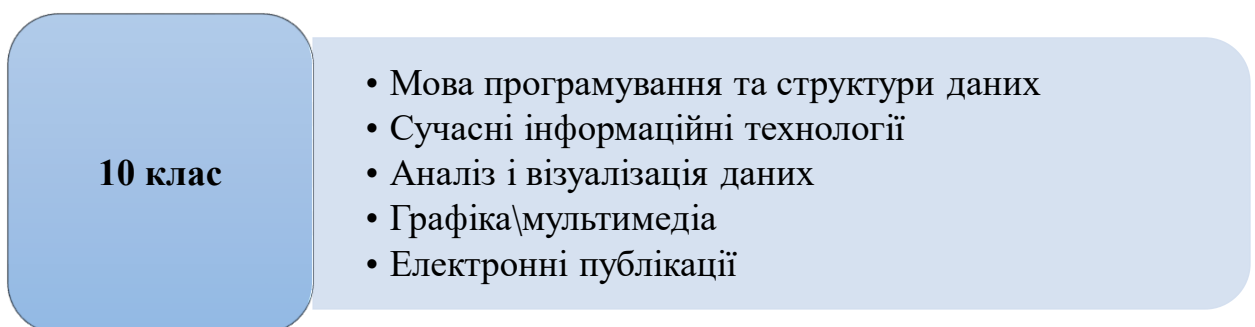 10 клас
• Мова програмування та структури даних
• Сучасні інформаційні технології
• Аналіз і візуалізація даних
• Графіка\мультимедіа
• Електронні публікації